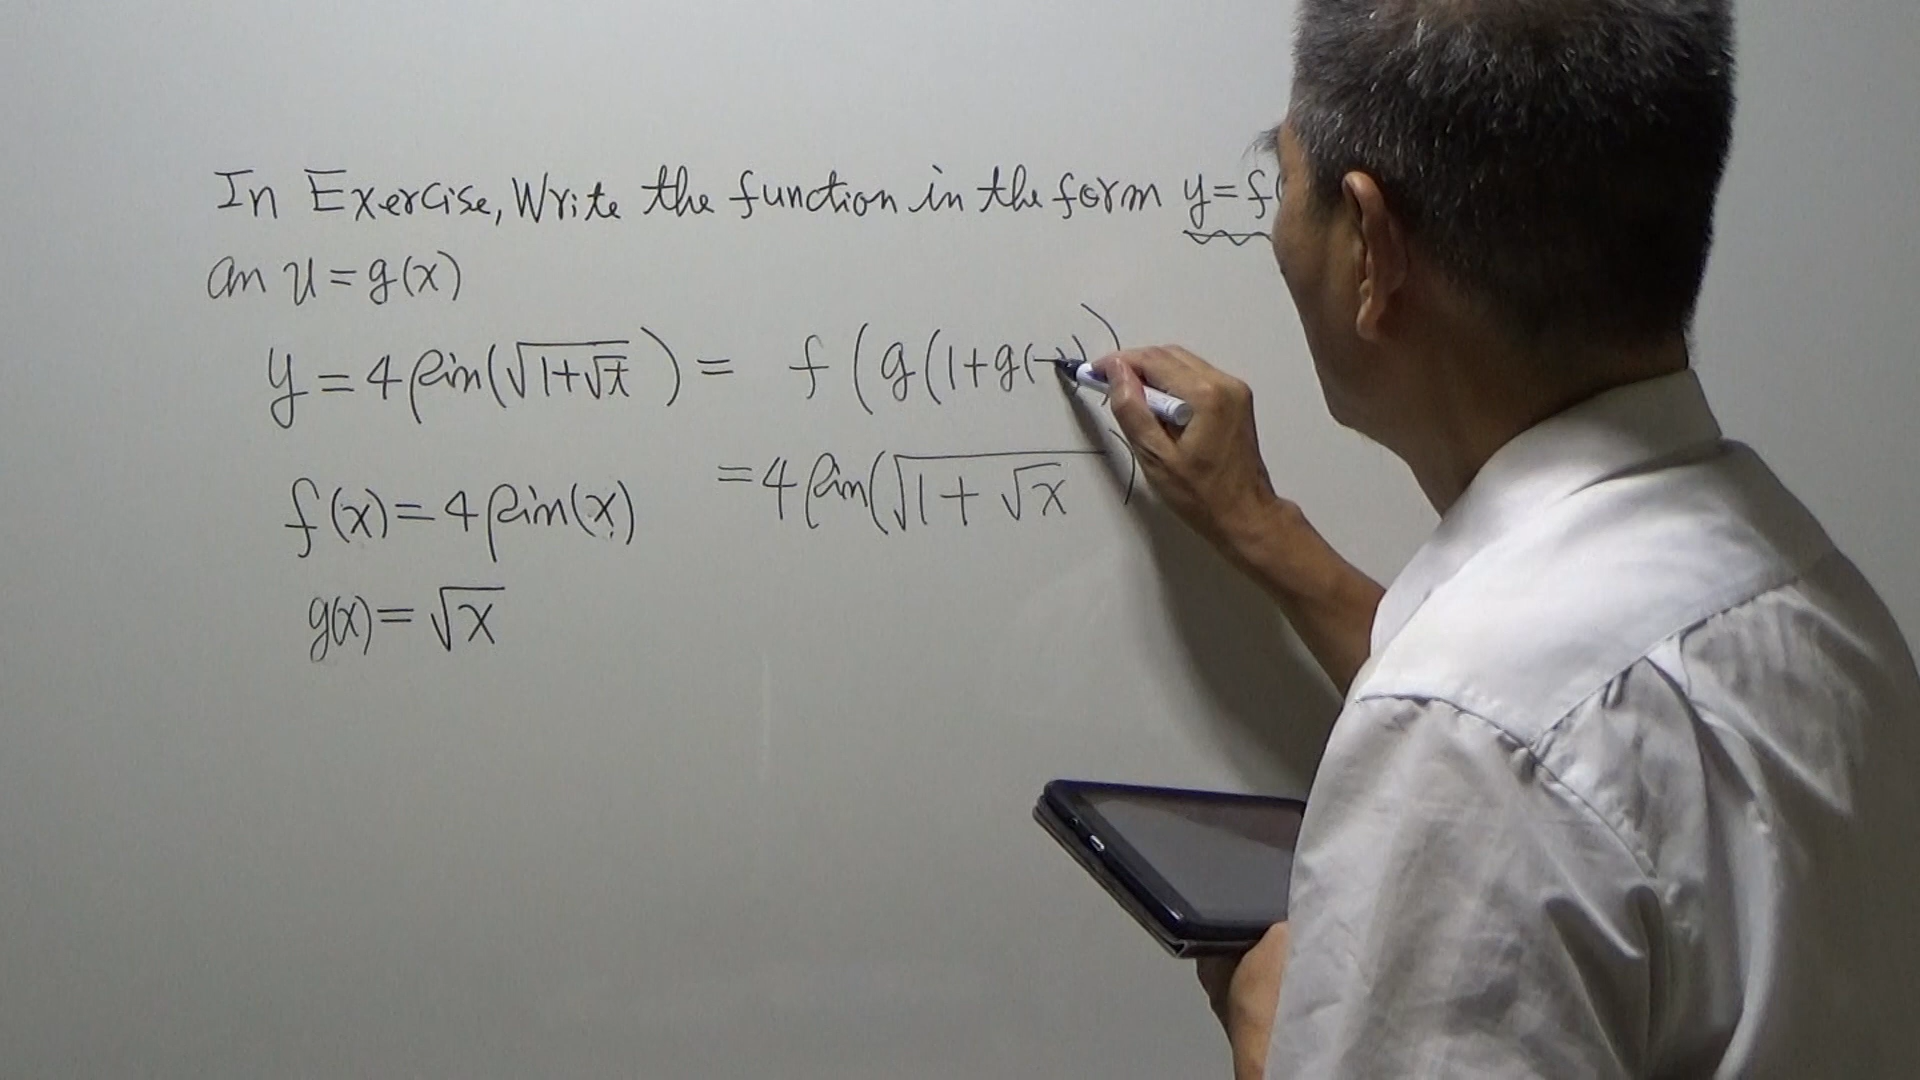 In Exercise, Write the function in the form y=f(
an u=g(x)
y=4sin(√(1+√t))= f(g(1+g(
f(x)=4sin(x) =4sin(√(1+√x))
g(x)=√x